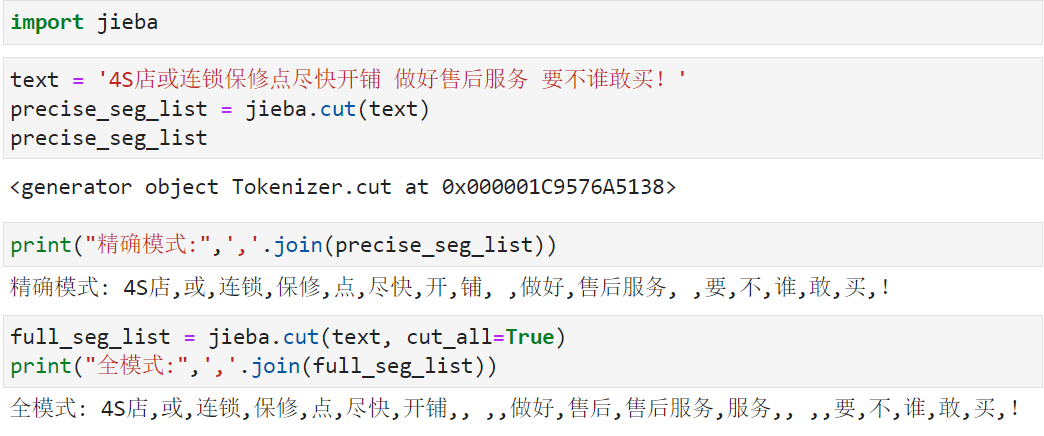 import jieba
text = '4S店或连锁保修点尽快开铺 做好售后服务 要不谁敢买！'
precise_seg_list = jieba.cut(text)
precise_seg_list
<generator object Tokenizer.cut at 0x000001C9576A5138>
print("精确模式:",','.join(precise_seg_list))
精确模式: 4S店,或,连锁,保修,点,尽快,开,铺, ,做好,售后服务, ,要,不,谁,敢,买,！
full_seg_list = jieba.cut(text, cut_all=True)
print("全模式:",','.join(full_seg_list))
全模式: 4S店,或,连锁,保修,点,尽快,开铺,, ,,做好,售后,售后服务,服务,, ,,要,不,谁,敢,买,！